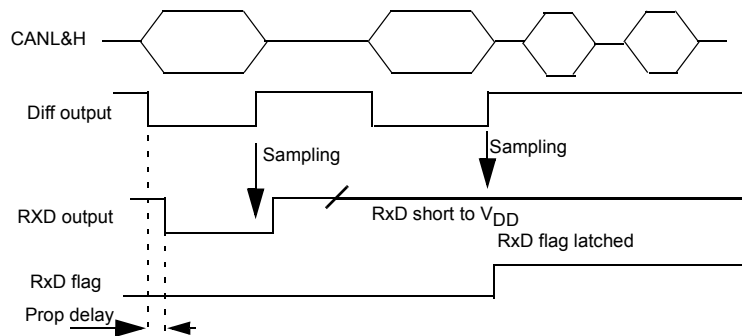 CANL&H
Diff output
Sampling
Sampling
RXD output
RxD short to VDD
RxD flag latched
RxD flag
Prop delay